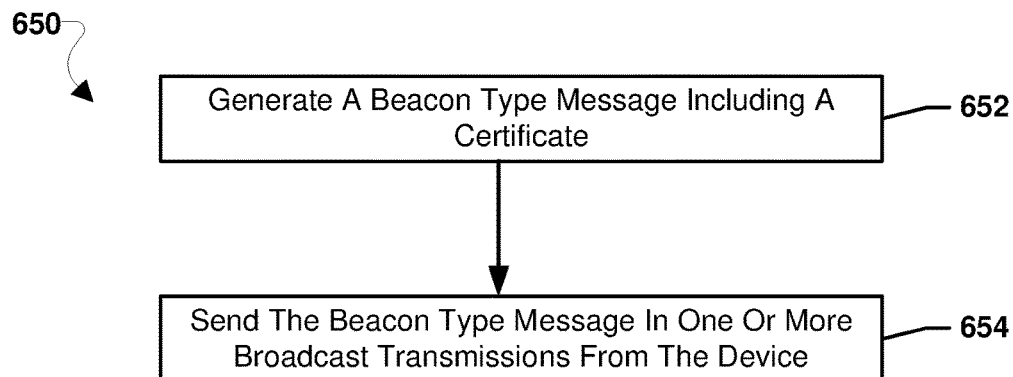 650
Generate A Beacon Type Message Including A
Certificate
652
Send The Beacon Type Message In One Or More
Broadcast Transmissions From The Device
654